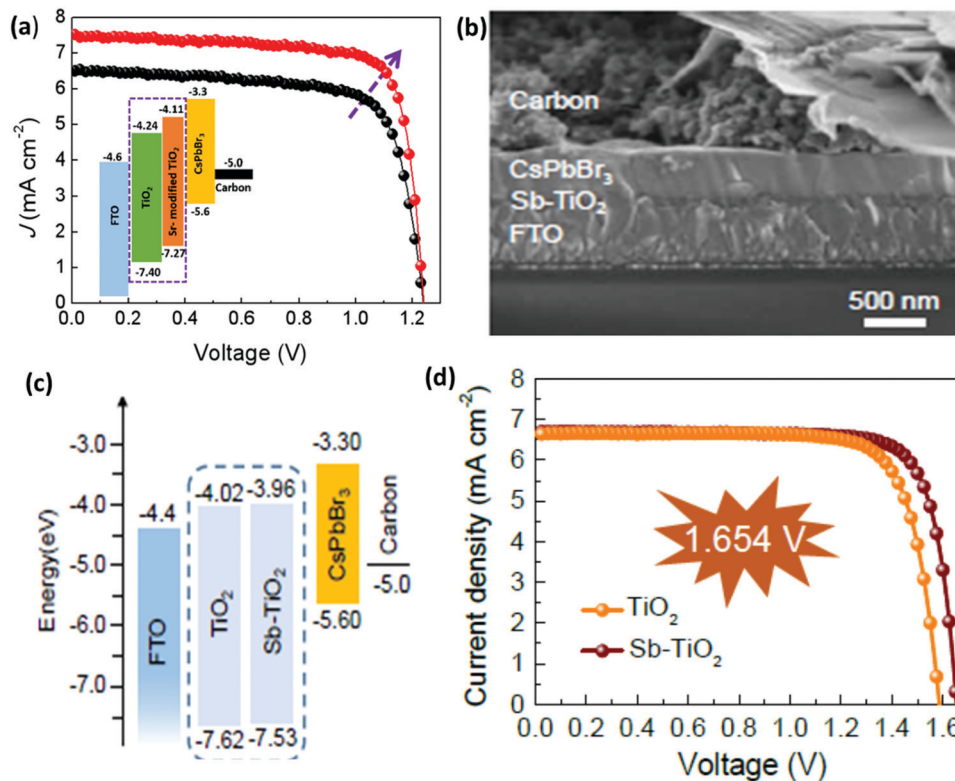 (a)
8
7
6
5
4
3
2
1
0
J (mA cm-2)
0.0 0.2 0.4 0.6 0.8 1.0 1.2
Voltage (V)
-4.6
FTO
-4.24
TiO2
-7.40
-4.11
Sr- modified TiO2
-7.27
-3.3
CsPbBr3
-5.6
-5.0
Carbon
(b)
Carbon
CsPbBr3
Sb-TiO2
FTO
500 nm
(c)
Energy(eV)
-3.0
-4.0
-5.0
-6.0
-7.0
-4.4
FTO
-4.02
TiO2
-7.62
-3.96
Sb-TiO2
-7.53
-3.30
CsPbBr3
-5.60
Carbon
-5.0
(d)
8
7
6
5
4
3
2
1
0
Current density (mA cm-2)
1.654 V
TiO2
Sb-TiO2
0.0 0.2 0.4 0.6 0.8 1.0 1.2 1.4 1.6
Voltage (V)